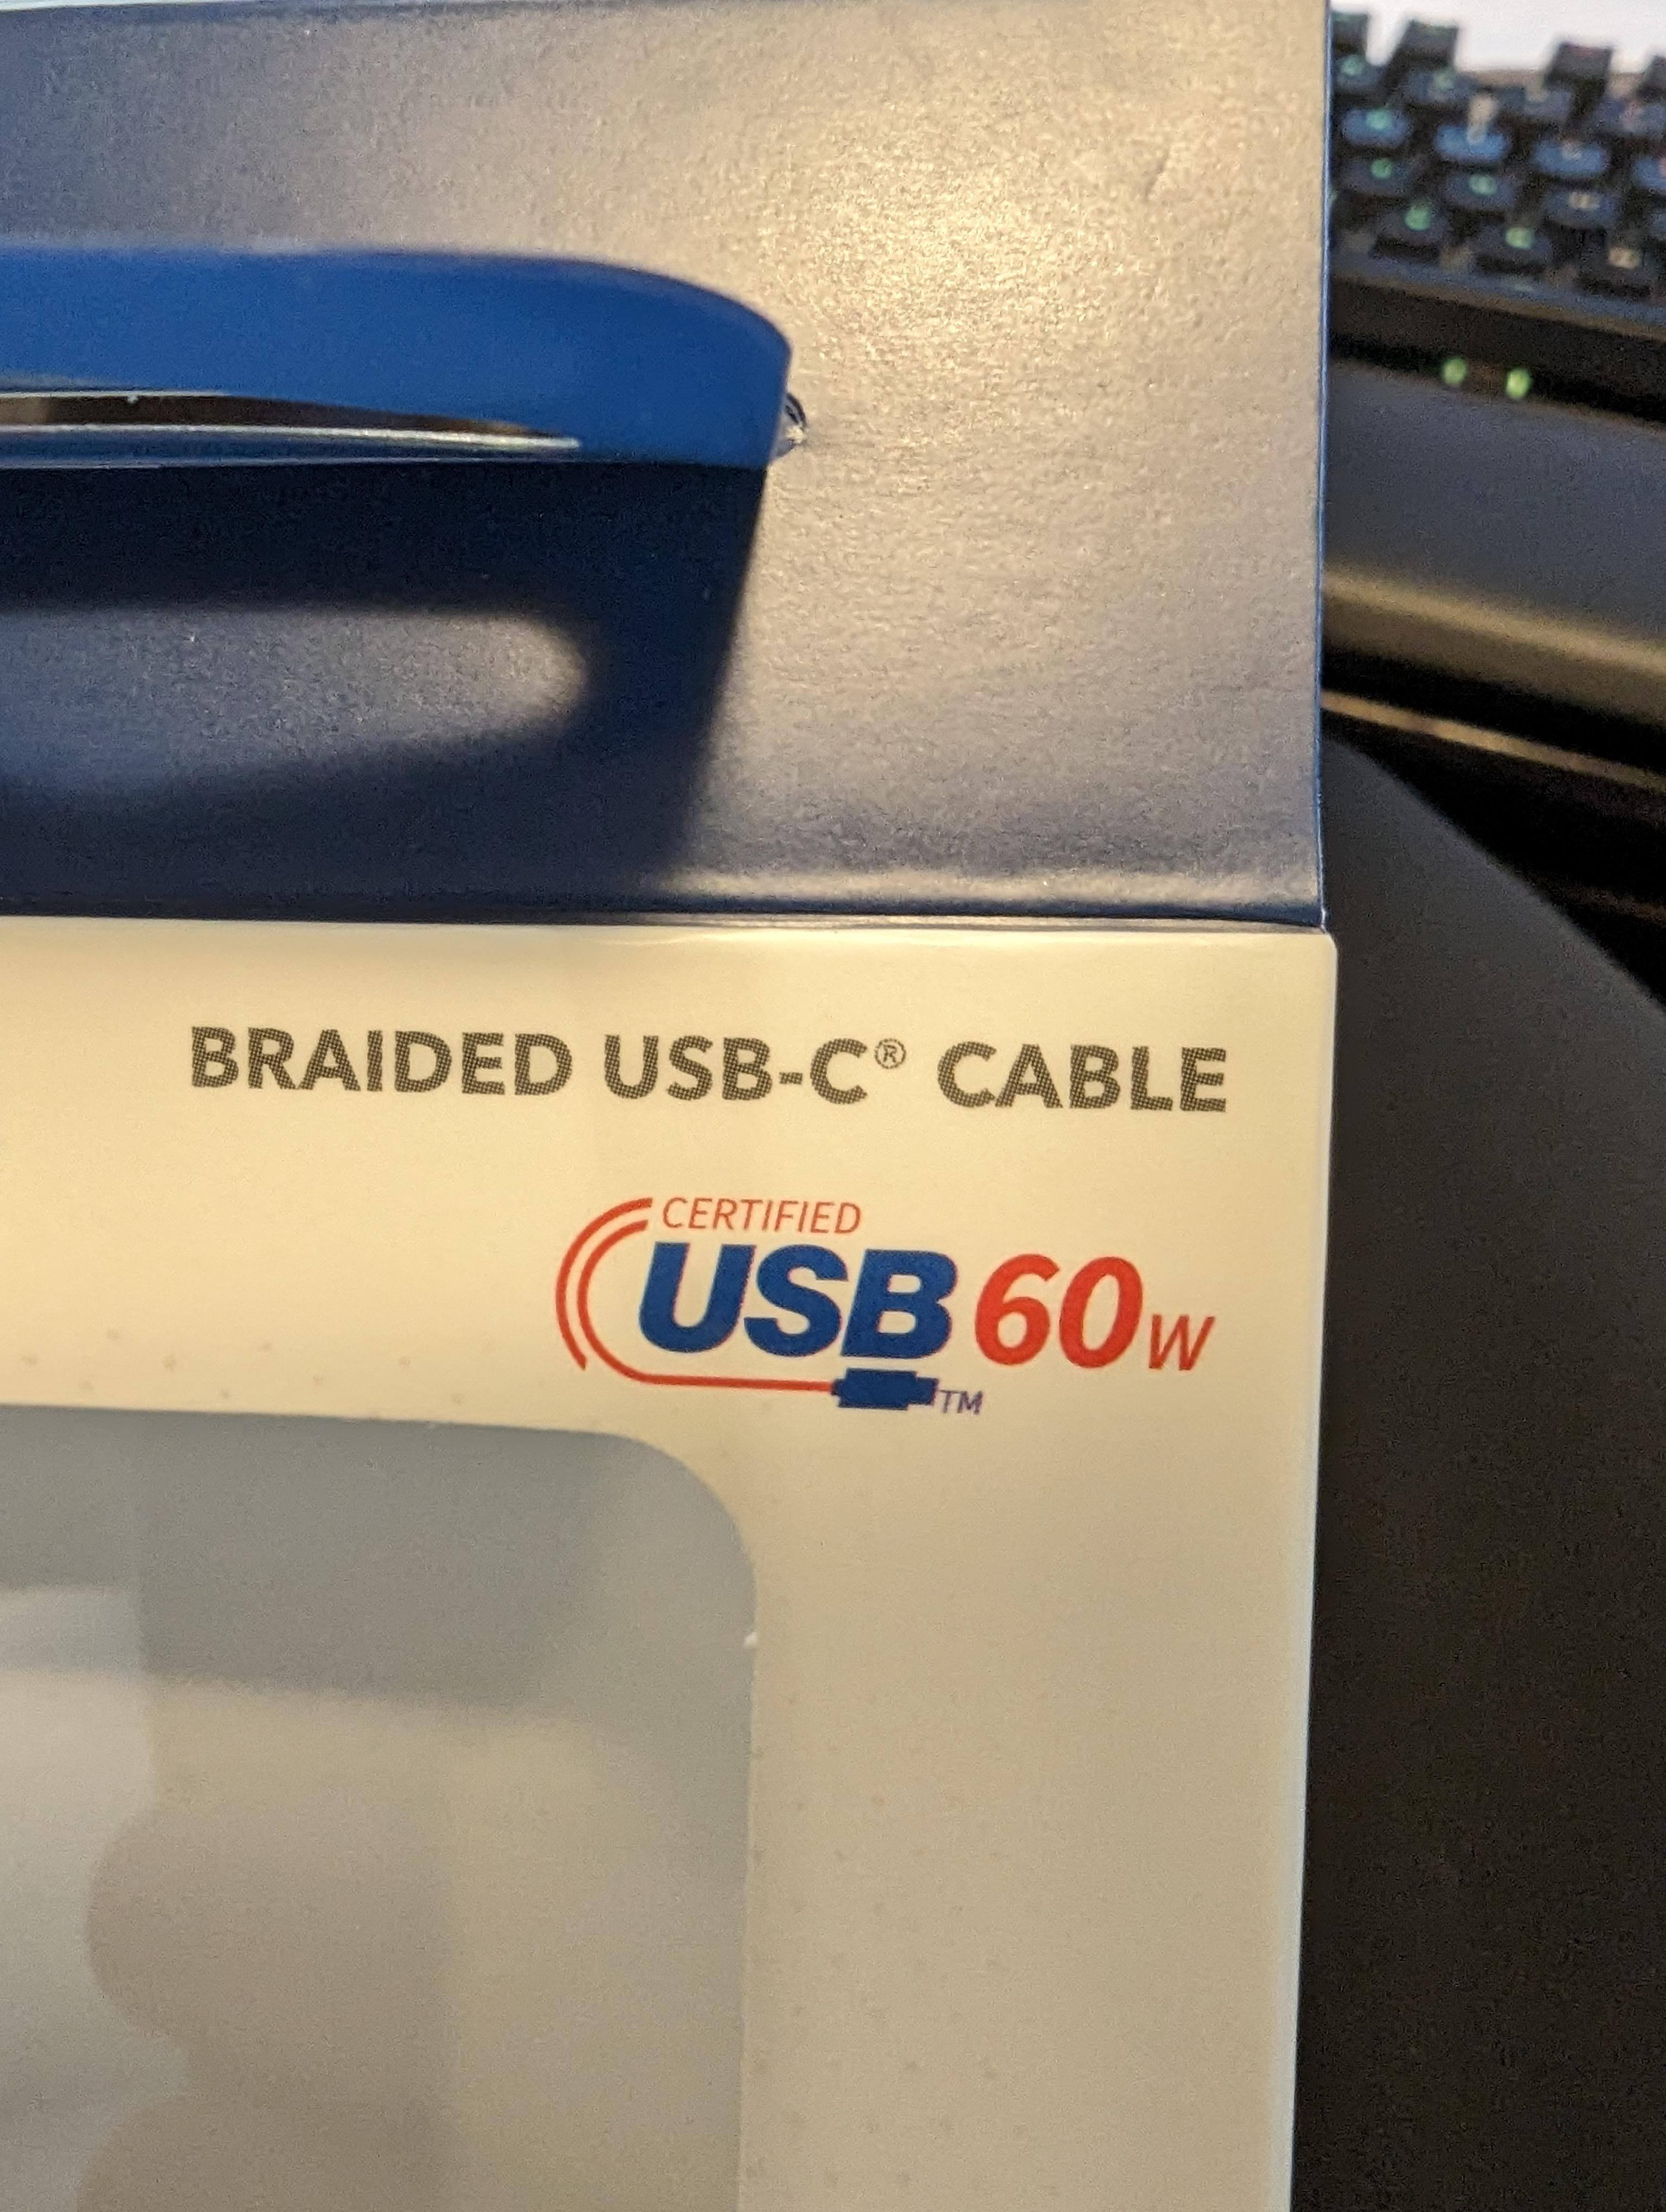 BRAIDED USB-C® CABLE
CERTIFIED
USB 60W
TM